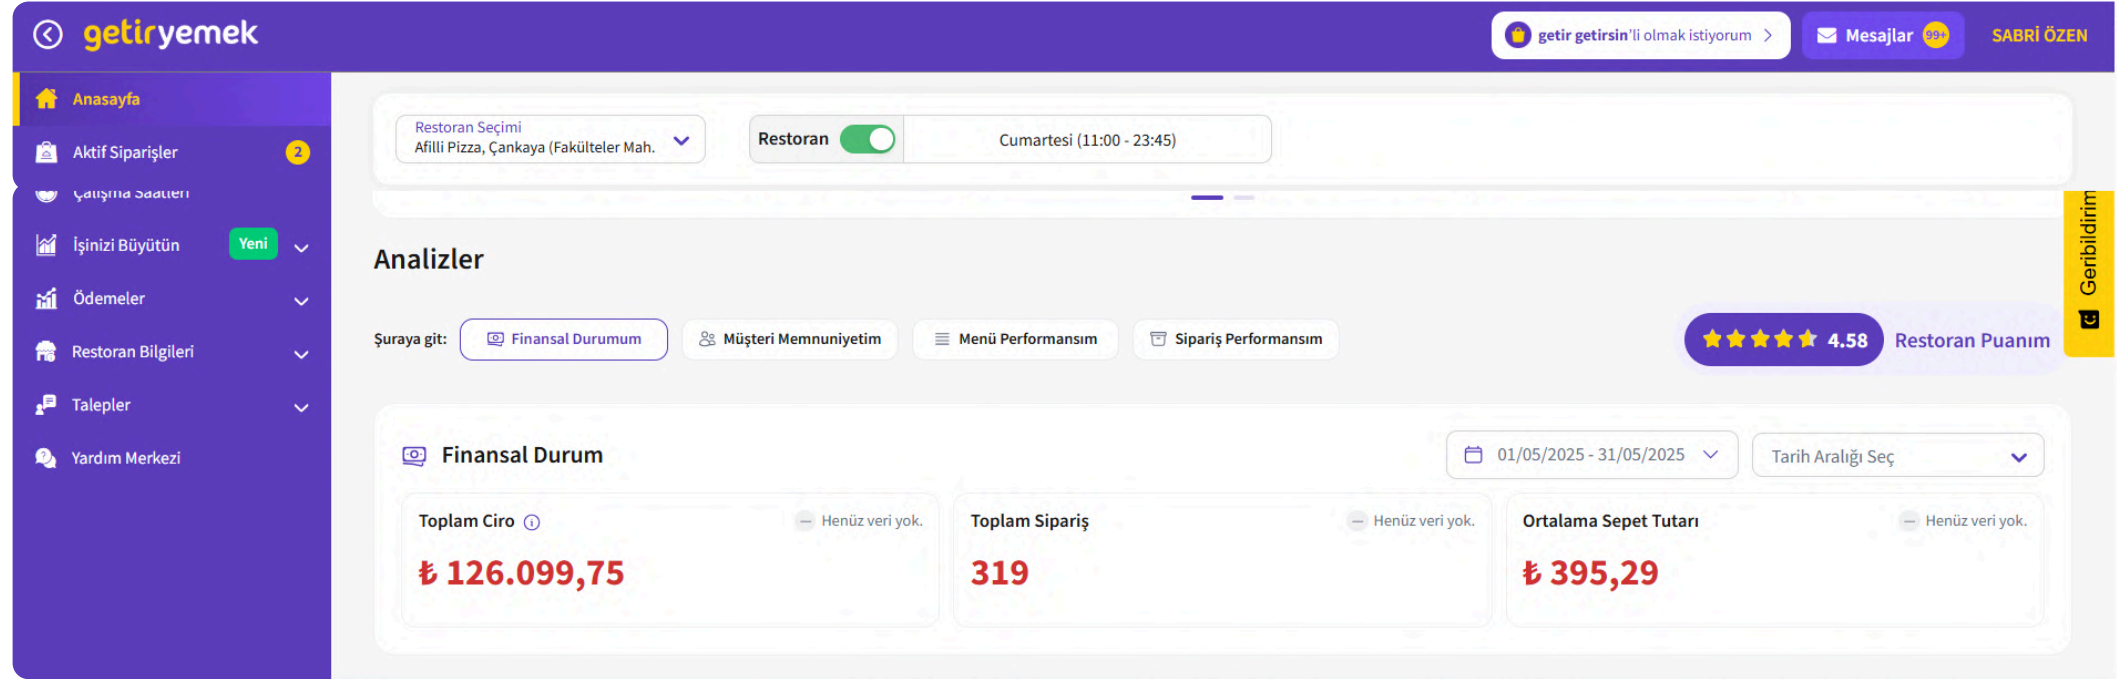 getiryemek
getir getirsin'li olmak istiyorum
Mesajlar 99+
SABRİ ÖZEN
Anasayfa
Aktif Siparişler 2
Çalışma Saatleri
İşinizi Büyütün Yeni
Ödemeler
Restoran Bilgileri
Talepler
Yardım Merkezi
Restoran Seçimi
Afilli Pizza, Çankaya (Fakülteler Mah.
Restoran
Cumartesi (11:00 - 23:45)
Geribildirim
Analizler
Şuraya git:
Finansal Durumum
Müşteri Memnuniyetim
Menü Performansım
Sipariş Performansım
4.58
Restoran Puanım
Finansal Durum
01/05/2025 - 31/05/2025
Tarih Aralığı Seç
Toplam Ciro
Henüz veri yok.
₺ 126.099,75
Toplam Sipariş
Henüz veri yok.
319
Ortalama Sepet Tutarı
Henüz veri yok.
₺ 395,29